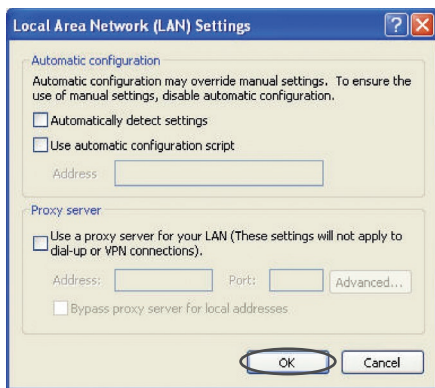 Local Area Network (LAN) Settings
Automatic configuration
Automatic configuration may override manual settings. To ensure the
use of manual settings, disable automatic configuration.
Automatically detect settings
Use automatic configuration script
Address
Proxy server
Use a proxy server for your LAN (These settings will not apply to
dial-up or VPN connections).
Address: Port: Advanced...
Bypass proxy server for local addresses
OK Cancel